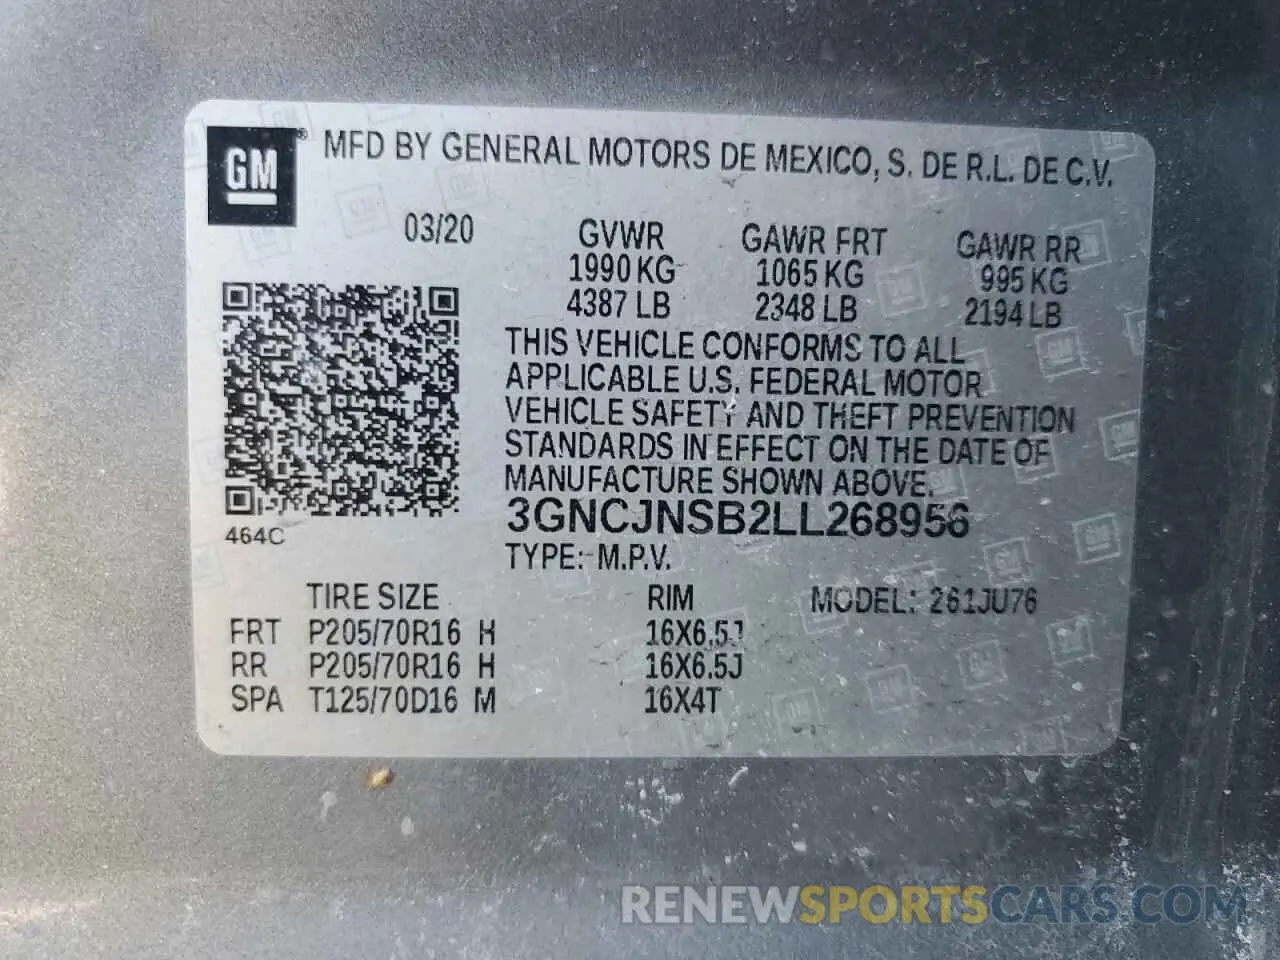 GM ® MFD BY GENERAL MOTORS DE MEXICO, S. DE R.L. DE C.V.
03/20 GVWR GAWR FRT GAWR RR
1990 KG 1065 KG 995 KG
4387 LB 2348 LB 2194 LB
THIS VEHICLE CONFORMS TO ALL
APPLICABLE U.S. FEDERAL MOTOR
VEHICLE SAFETY AND THEFT PREVENTION
STANDARDS IN EFFECT ON THE DATE OF
MANUFACTURE SHOWN ABOVE.
3GNCJNSB2LL268956
464C
TYPE: M.P.V.
TIRE SIZE RIM MODEL: 261JU76
FRT P205/70R16 H 16X6.5J
RR P205/70R16 H 16X6.5J
SPA T125/70D16 M 16X4T
RENEWSPORTSCARS.COM